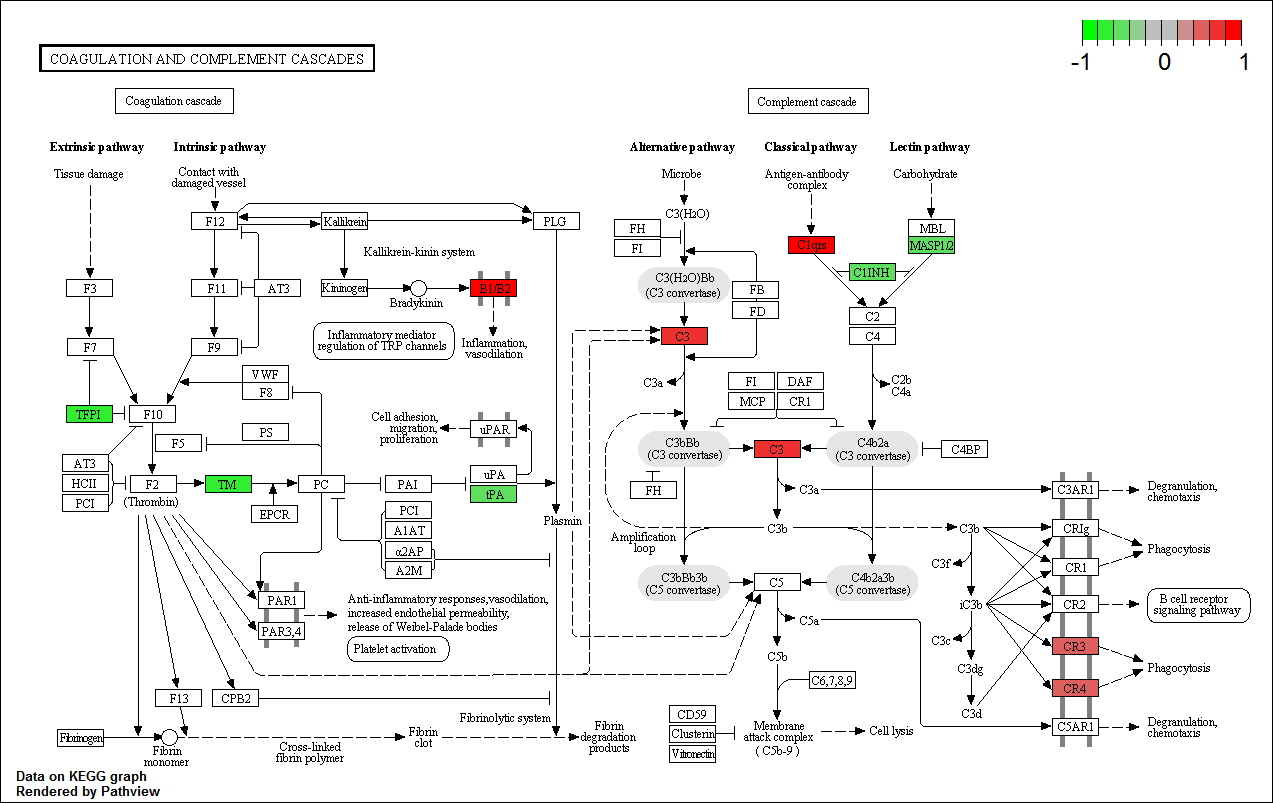 COAGULATION AND COMPLEMENT CASCADES
-1
0
1
Coagulation cascade
Complement cascade
Extrinsic pathway
Intrinsic pathway
Alternative pathway
Classical pathway
Lectin pathway
Tissue damage
Contact with
damaged vessel
Microbe
Antigen-antibody
complex
Carbohydrate
F12
Kallikrein
PLG
C3(H2O)
FH
FI
C1qrs
MBL
MASP1/2
Kallikrein-kinin system
C3(H2O)Bb
(C3 convertase)
C1INH
F3
F11
AT3
Kininogen
Bradykinin
B1/B2
FB
FD
C2
C4
Inflammatory mediator
regulation of TRP channels
Inflammation,
vasodilation
C3
F7
F9
VWF
F8
C3a
FI
DAF
MCP
CR1
C2b
C4a
TFPI
F10
Cell adhesion,
migration,
proliferation
uPAR
F5
PS
C3bBb
(C3 convertase)
C3
C4b2a
(C3 convertase)
C4BP
AT3
HCII
PCI
F2
(Thrombin)
TM
PC
PAI
uPA
tPA
FH
C3a
C3AR1
Degranulation,
chemotaxis
EPCR
PCI
A1AT
α2AP
A2M
Plasmin
Amplification
loop
C3b
C3b
CRIg
Phagocytosis
C3f
CR1
C3bBb3b
(C5 convertase)
C5
C4b2a3b
(C5 convertase)
PAR1
PAR3,4
Anti-inflammatory responses,vasodilation,
increased endothelial permeability,
release of Weibel-Palade bodies
Platelet activation
iC3b
CR2
B cell receptor
signaling pathway
C5a
C3c
CR3
C5b
C3dg
Phagocytosis
C6,7,8,9
CR4
F13
CPB2
C3d
Fibrinolytic system
CD59
Clusterin
Vitronectin
Membrane
attack complex
( C5b-9 )
Cell lysis
C5AR1
Degranulation,
chemotaxis
Fibrinogen
Fibrin
monomer
Cross-linked
fibrin polymer
Fibrin
clot
Fibrin
degradation
products
Data on KEGG graph
Rendered by Pathview